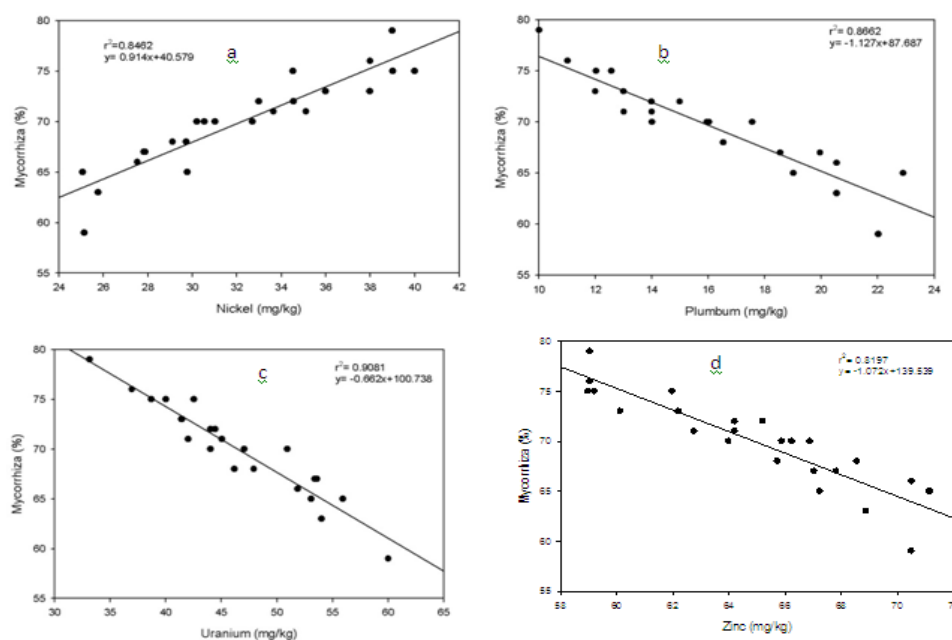 80
75
70
65
60
55
Mycorrhiza (%)
r²=0.8462
y= 0.914x+40.579
a
24 26 28 30 32 34 36 38 40 42
Nickel (mg/kg)
80
75
70
65
60
55
Mycorrhiza (%)
r²= 0.8662
y= -1.127x+87.687
b
10 12 14 16 18 20 22 24
Plumbum (mg/kg)
80
75
70
65
60
55
Mycorrhiza (%)
r²= 0.9081
y= -0.662x+100.738
c
30 35 40 45 50 55 60 65
Uranium (mg/kg)
80
75
70
65
60
55
Mycorrhiza (%)
r²= 0.8197
y= -1.072x+139.539
d
58 60 62 64 66 68 70
Zinc (mg/kg)